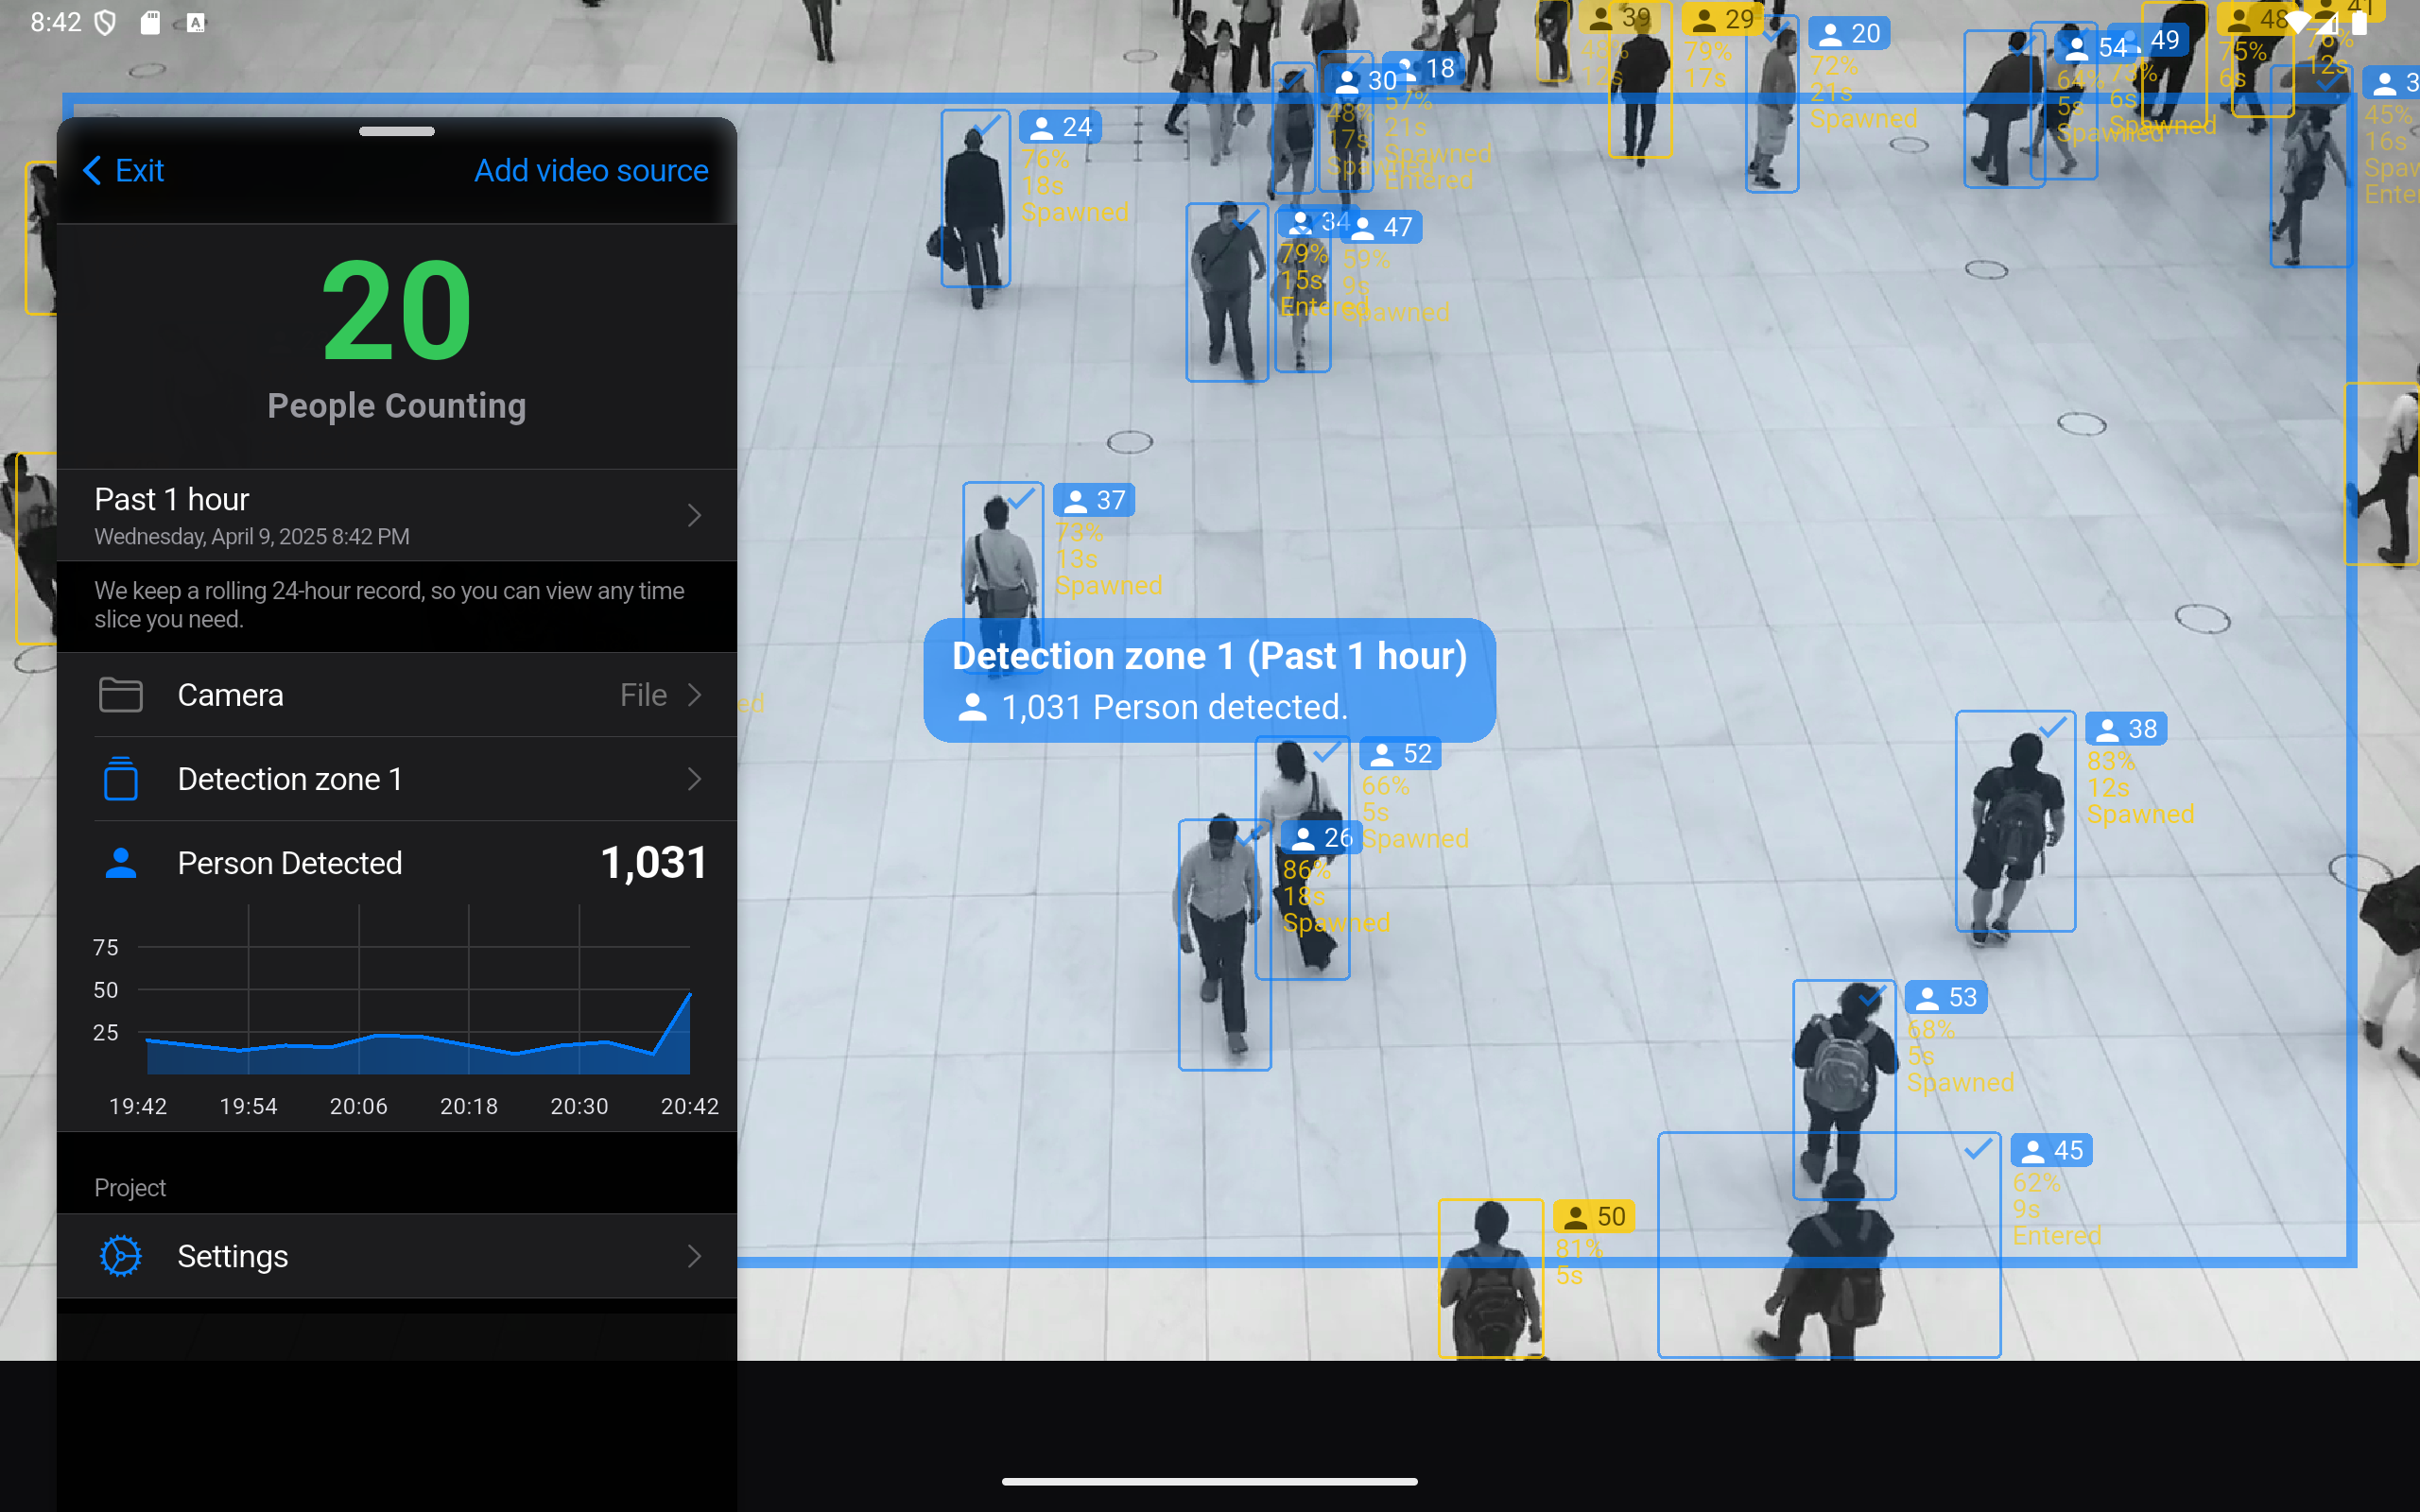 8:42
Exit
Add video source
20
People Counting
Past 1 hour
Wednesday, April 9, 2025 8:42 PM
We keep a rolling 24-hour record, so you can view any time
slice you need.
Camera
File
Detection zone 1
Person Detected
1,031
75
50
25
19:42
19:54
20:06
20:18
20:30
20:42
Project
Settings
39
48%
12s
29
79%
17s
20
72%
21s
Spawned
54
64%
5s
Spawned
49
73%
6s
Spawned
48
75%
6s
41
76%
12s
45%
16s
30
48%
17s
18
57%
21s
Spawned
Entered
24
76%
18s
Spawned
34
79%
15s
Entered
47
59%
9s
Spawned
37
73%
13s
Spawned
Detection zone 1 (Past 1 hour)
1,031 Person detected.
52
66%
5s
Spawned
26
86%
18s
Spawned
38
83%
12s
Spawned
53
68%
5s
Spawned
45
62%
9s
Entered
50
81%
5s